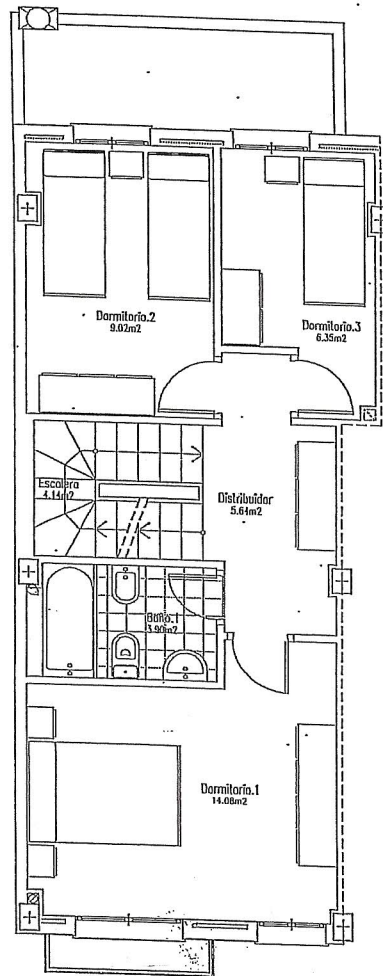 Dormitorio.2
9.02m2
Dormitorio.3
6.35m2
Escalera
4.14m2
Distribuidor
5.64m2
Baño.1
3.90m2
Dormitorio.1
14.08m2